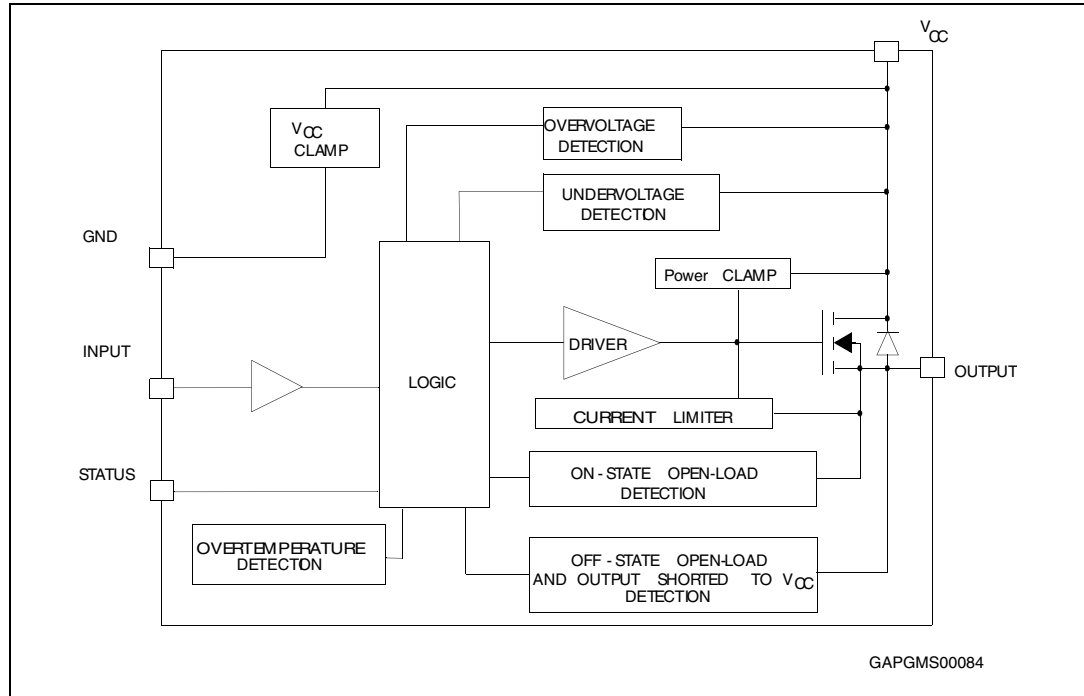 VCC
VCC
CLAMP
OVERVOLTAGE
DETECTION
UNDERVOLTAGE
DETECTION
GND
Power CLAMP
INPUT
DRIVER
LOGIC
OUTPUT
CURRENT LIMITER
STATUS
ON-STATE OPEN-LOAD
DETECTION
OVERTEMPERATURE
DETECTION
OFF-STATE OPEN-LOAD
AND OUTPUT SHORTED TO VCC
DETECTION
GAPGMS00084